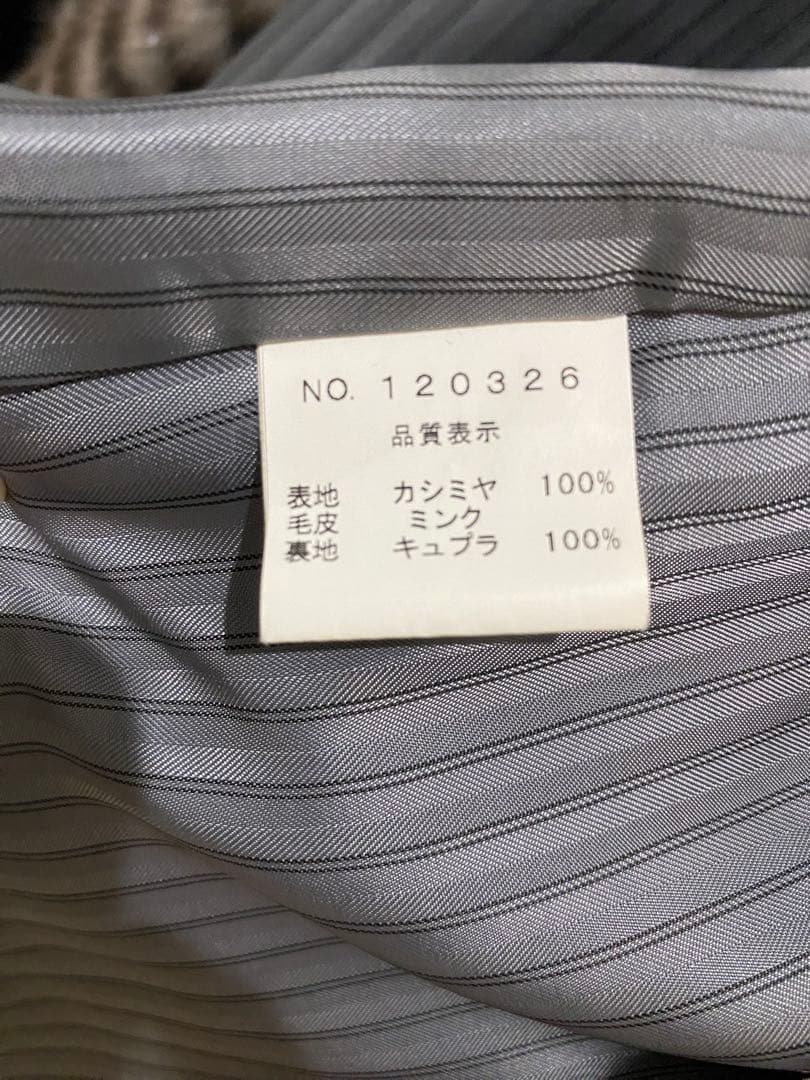 NO. 120326
品質表示
表地 カシミヤ 100%
毛皮 ミンク
裏地 キュプラ 100%